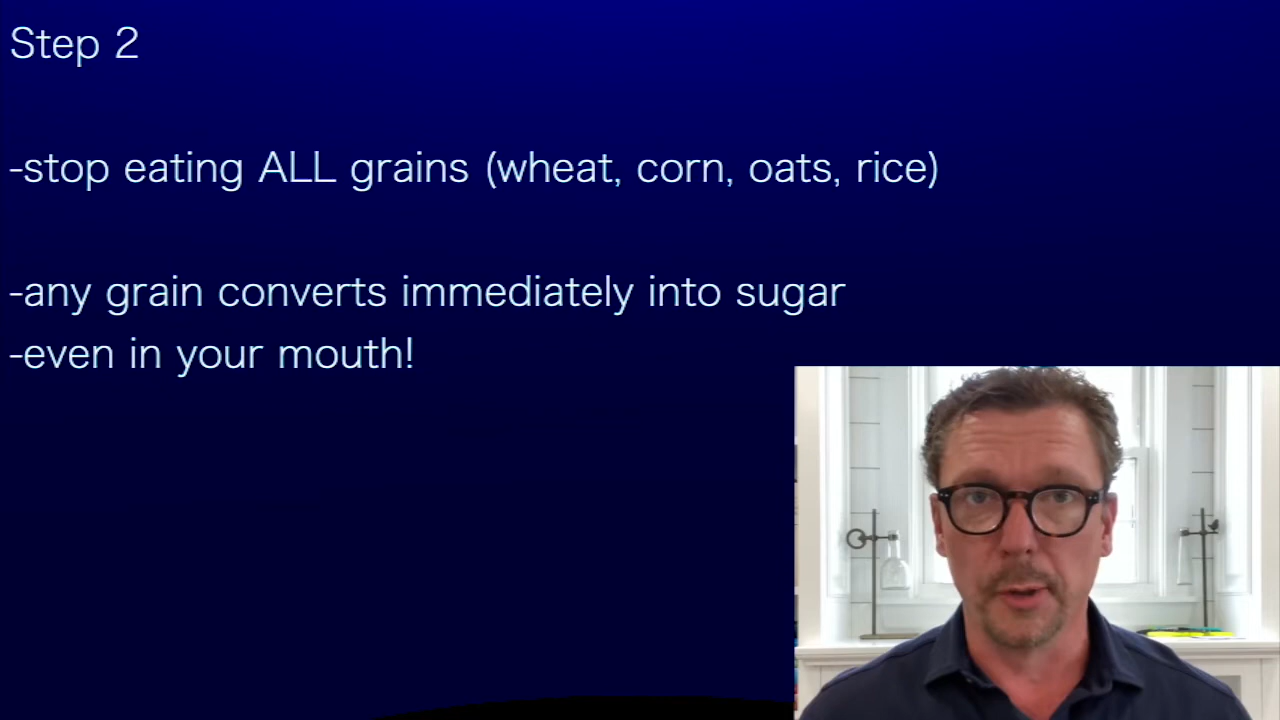 Step 2
-stop eating ALL grains (wheat, corn, oats, rice)
-any grain converts immediately into sugar
-even in your mouth!